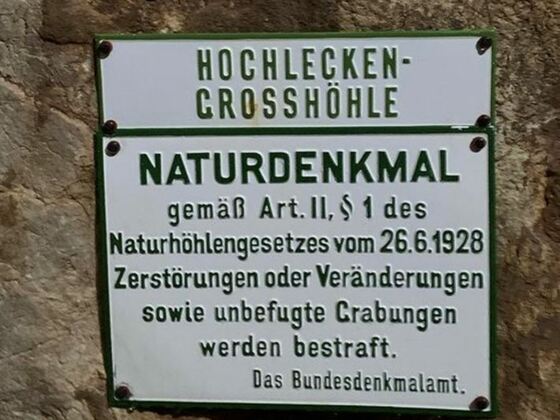 HOCHLECKEN-
GROSSHÖHLE
NATURDENKMAL
gemäß Art. II, § 1 des
Naturhöhlengesetzes vom 26.6.1928
Zerstörungen oder Veränderungen
sowie unbefugte Grabungen
werden bestraft.
Das Bundesdenkmalamt.